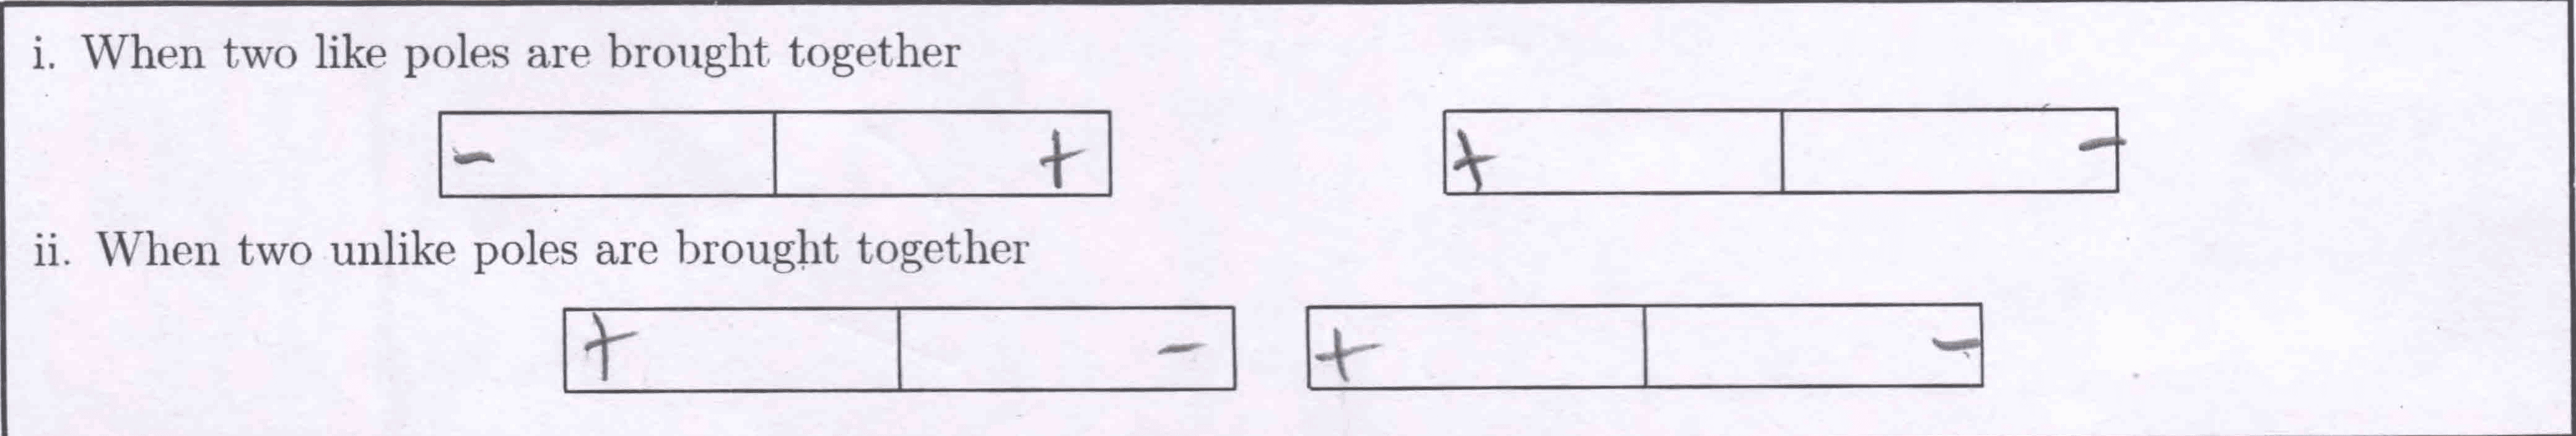 i. When two like poles are brought together
- + + -
ii. When two unlike poles are brought together
+ - + -